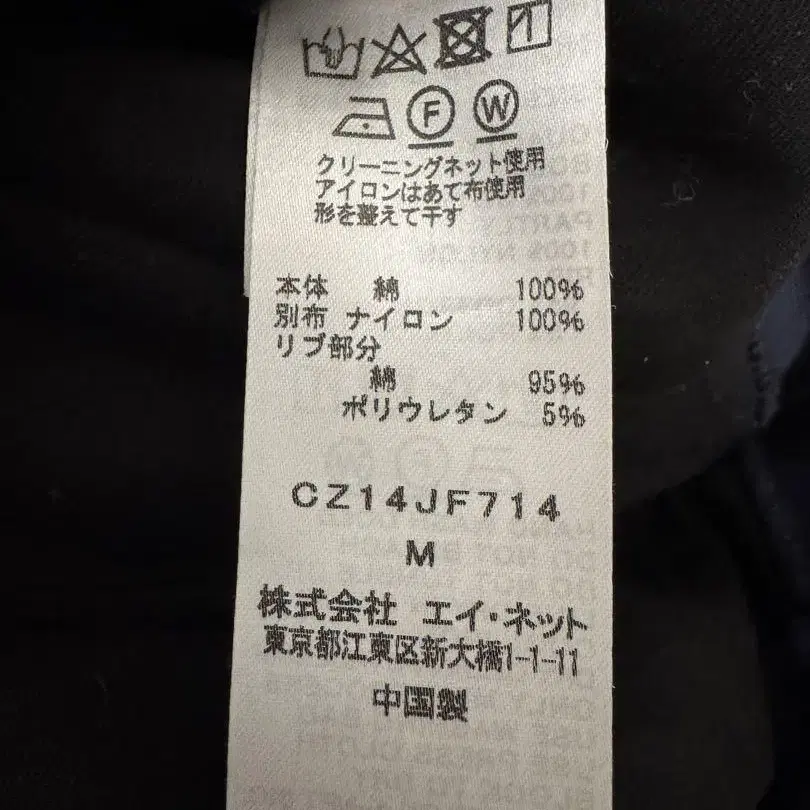 F W
クリーニングネット使用
アイロンはあて布使用
形を整えて干す
本体 綿 100%
別布 ナイロン 100%
リブ部分
綿 95%
ポリウレタン 5%
CZ14JF714
M
株式会社 エイ・ネット
東京都江東区新大橋1-1-11
中国製